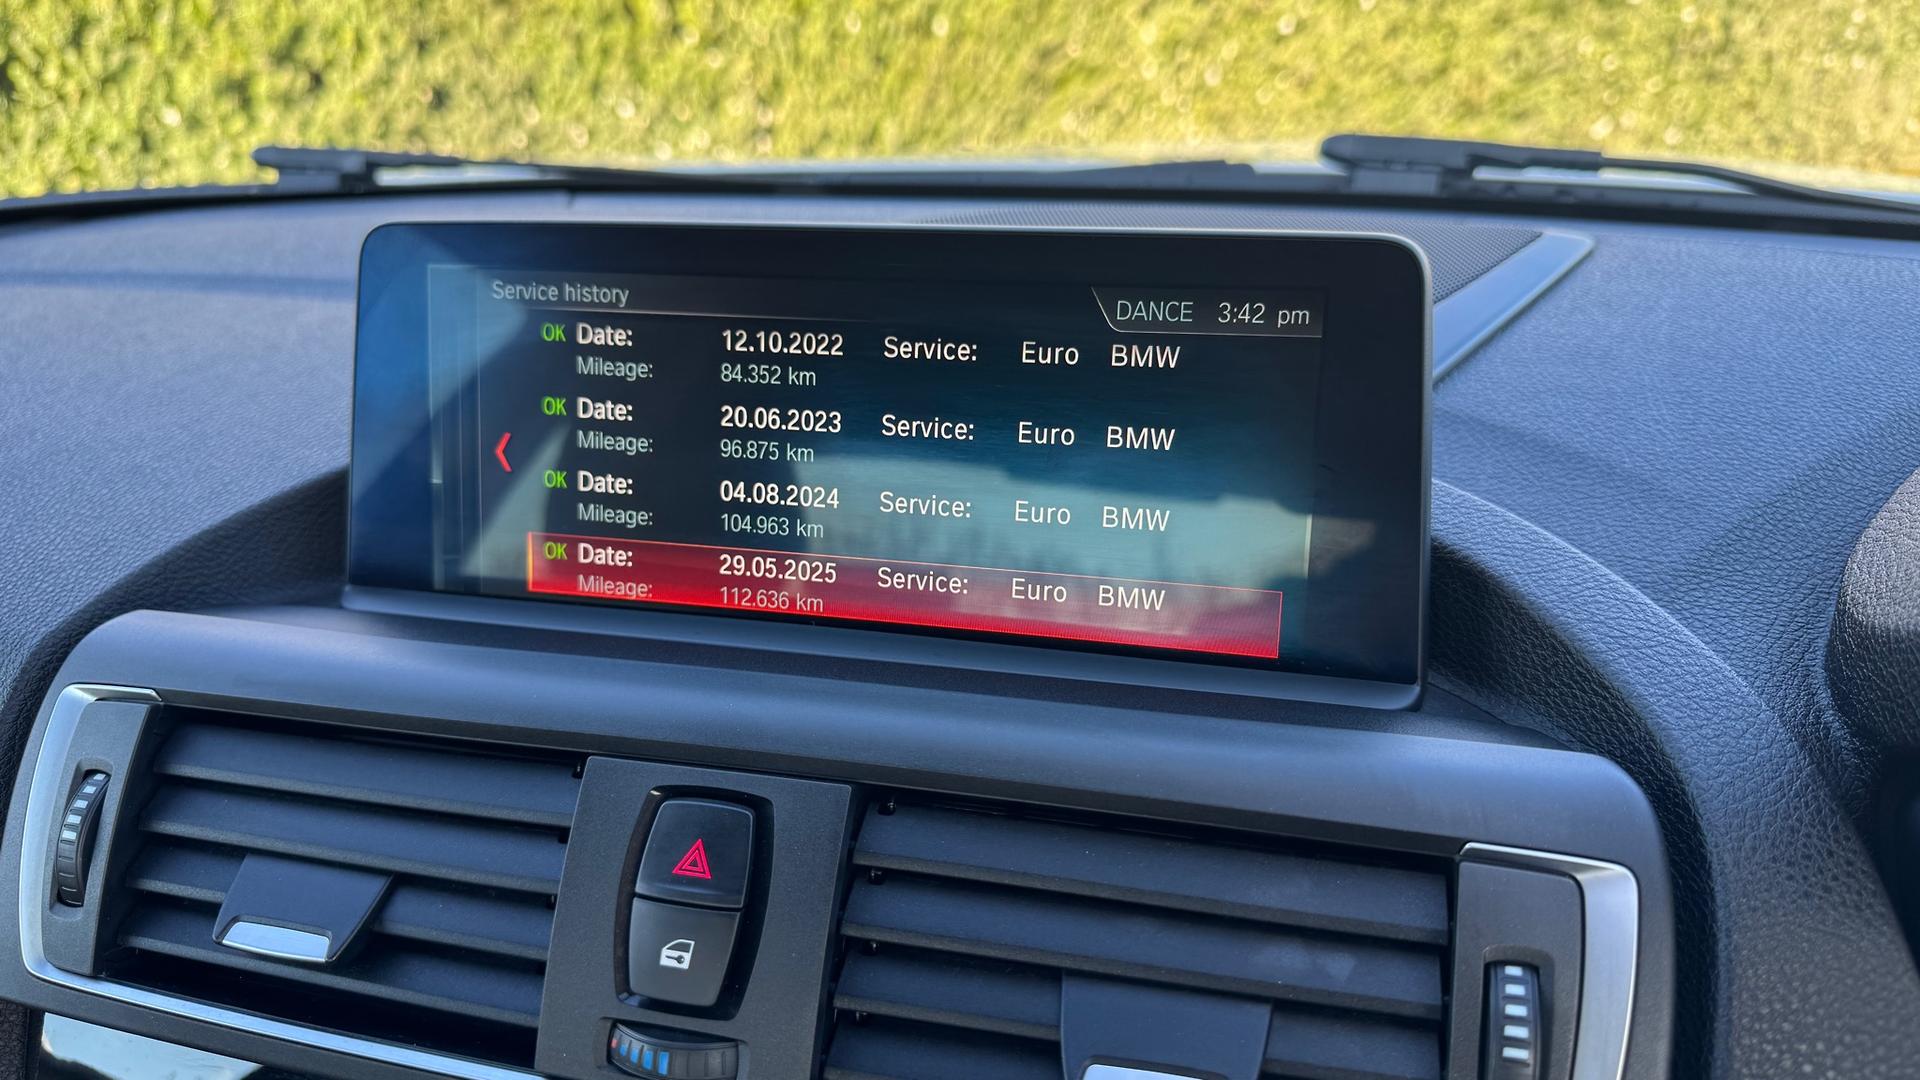 Service history
DANCE 3:42 pm
OK Date: 12.10.2022 Service: Euro BMW
Mileage: 84.352 km
OK Date: 20.06.2023 Service: Euro BMW
Mileage: 96.875 km
OK Date: 04.08.2024 Service: Euro BMW
Mileage: 104.963 km
OK Date: 29.05.2025 Service: Euro BMW
Mileage: 112.636 km